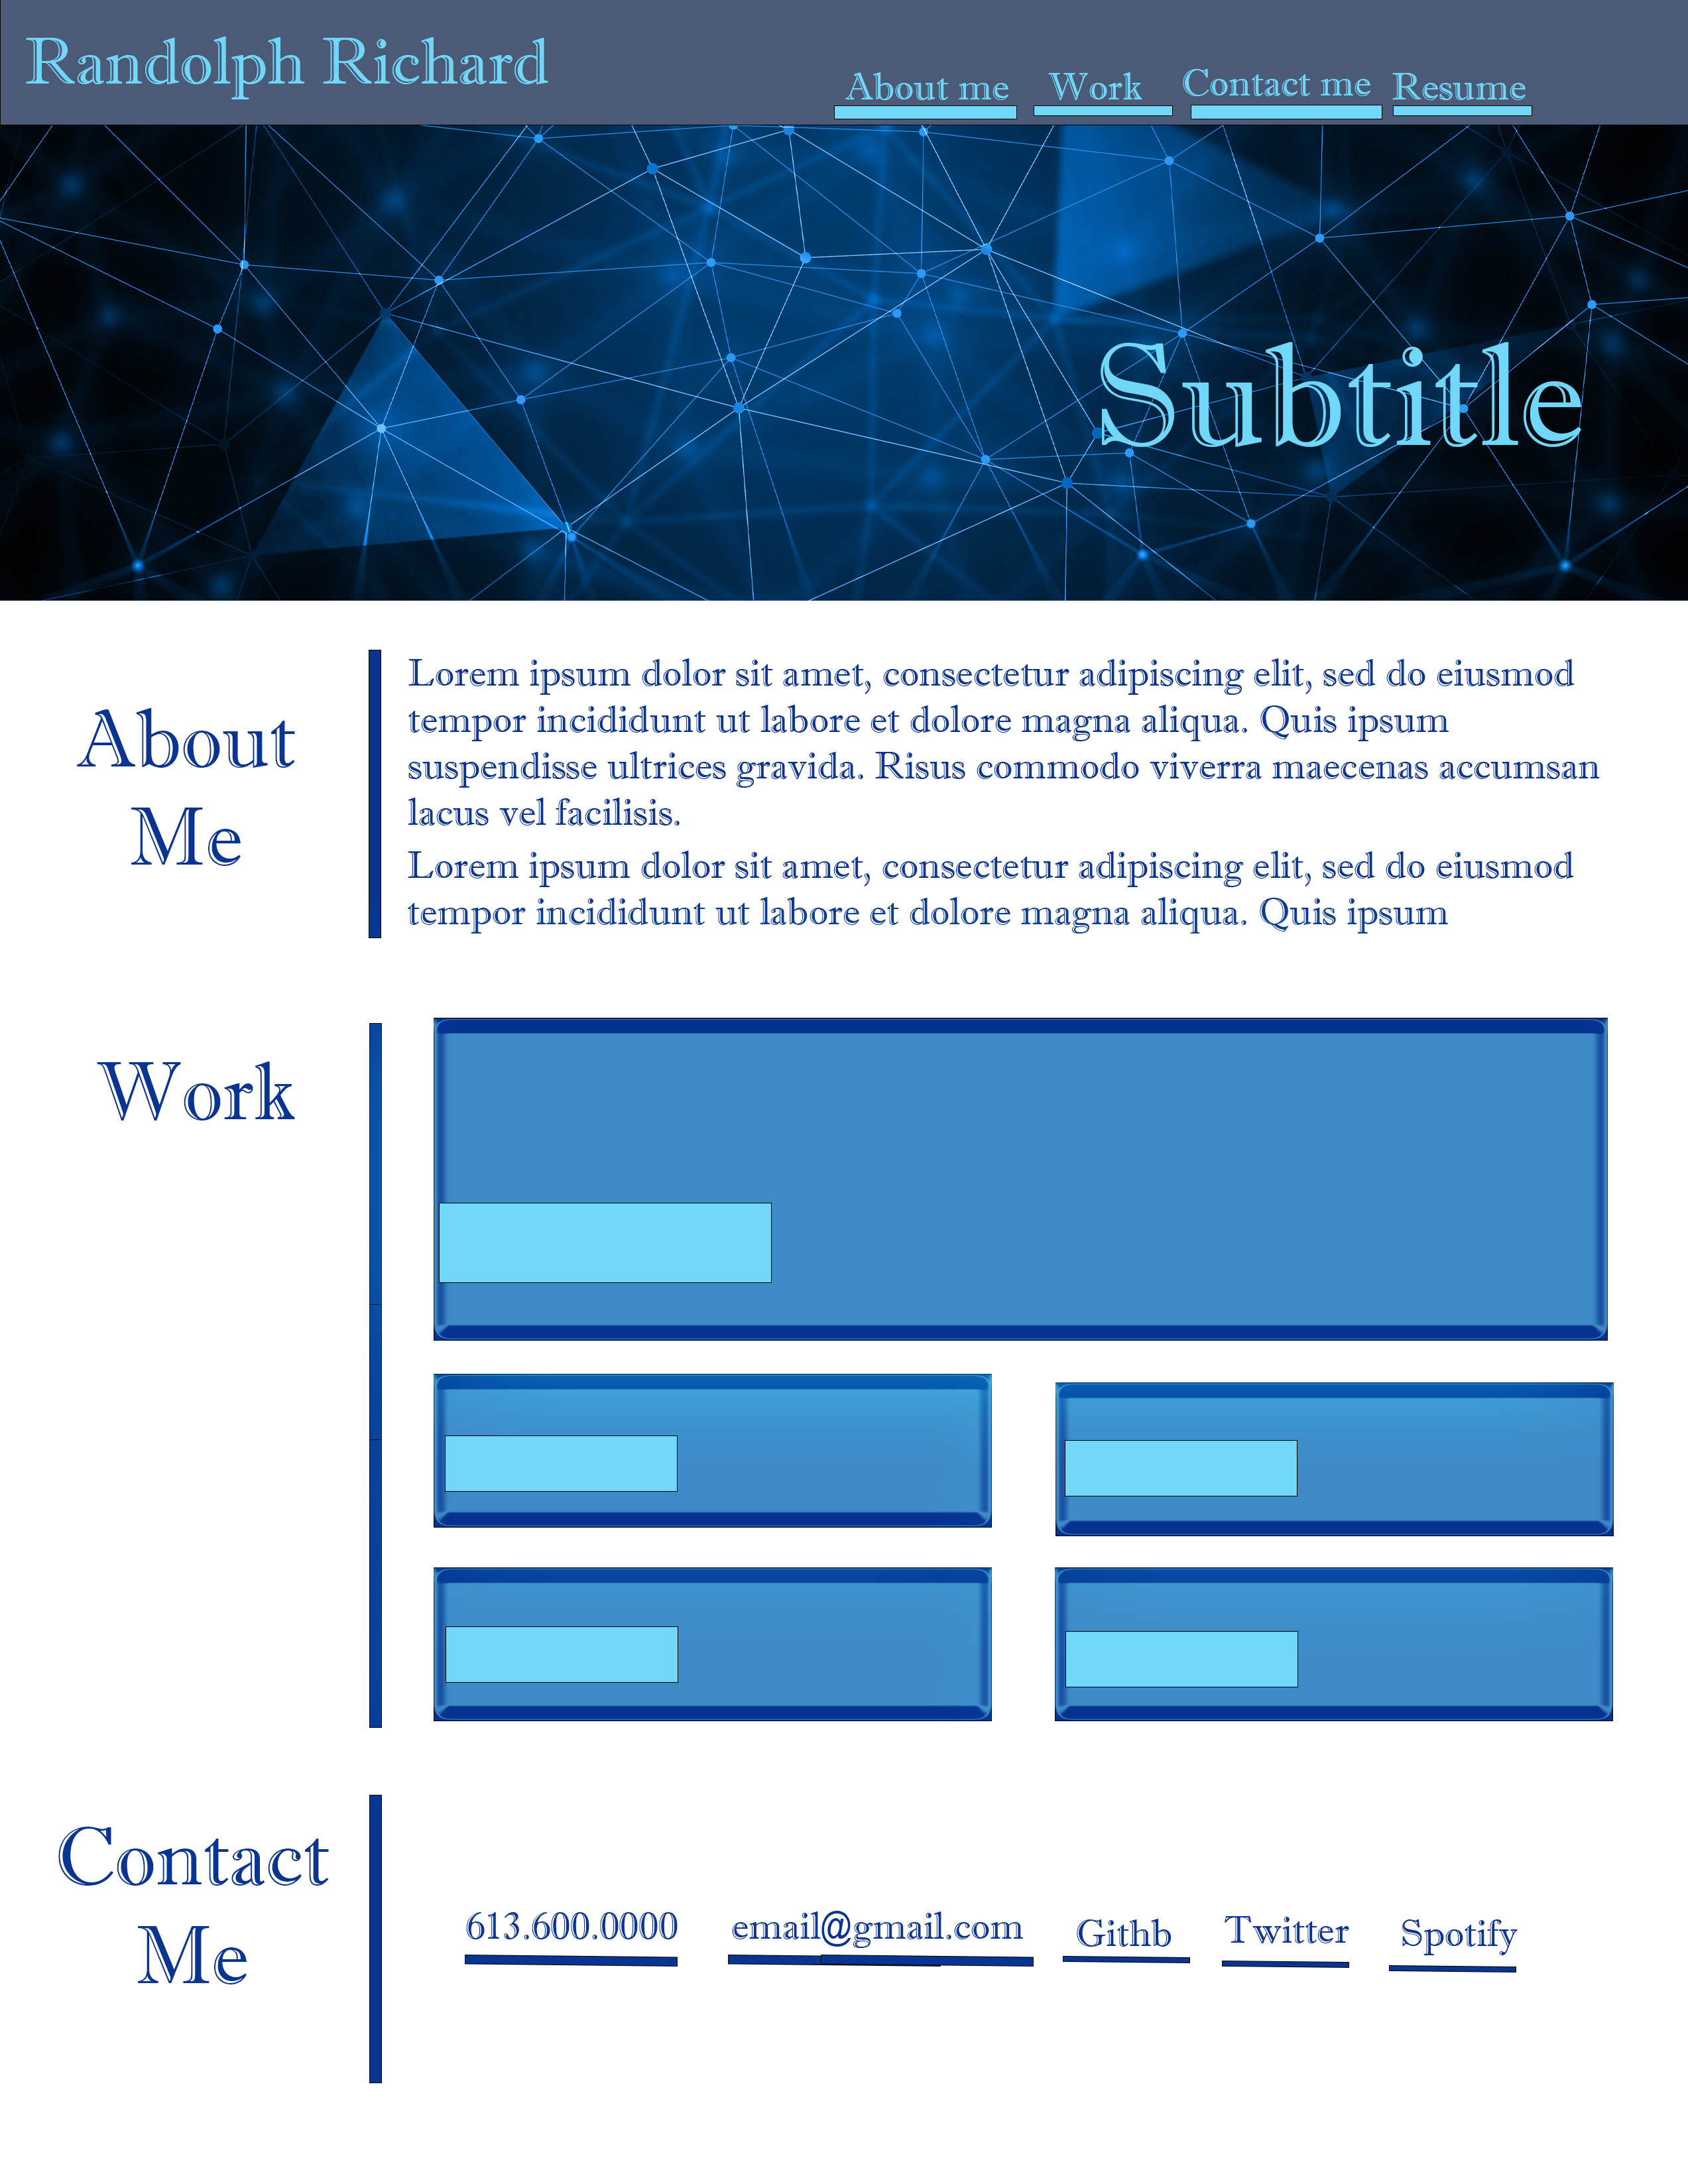 Randolph Richard
About me Work Contact me Resume
Subtitle
About
Me
Lorem ipsum dolor sit amet, consectetur adipiscing elit, sed do eiusmod
tempor incididunt ut labore et dolore magna aliqua. Quis ipsum
suspendisse ultrices gravida. Risus commodo viverra maecenas accumsan
lacus vel facilisis.
Lorem ipsum dolor sit amet, consectetur adipiscing elit, sed do eiusmod
tempor incididunt ut labore et dolore magna aliqua. Quis ipsum
Work
Contact
Me
613.600.0000 email@gmail.com Githb Twitter Spotify